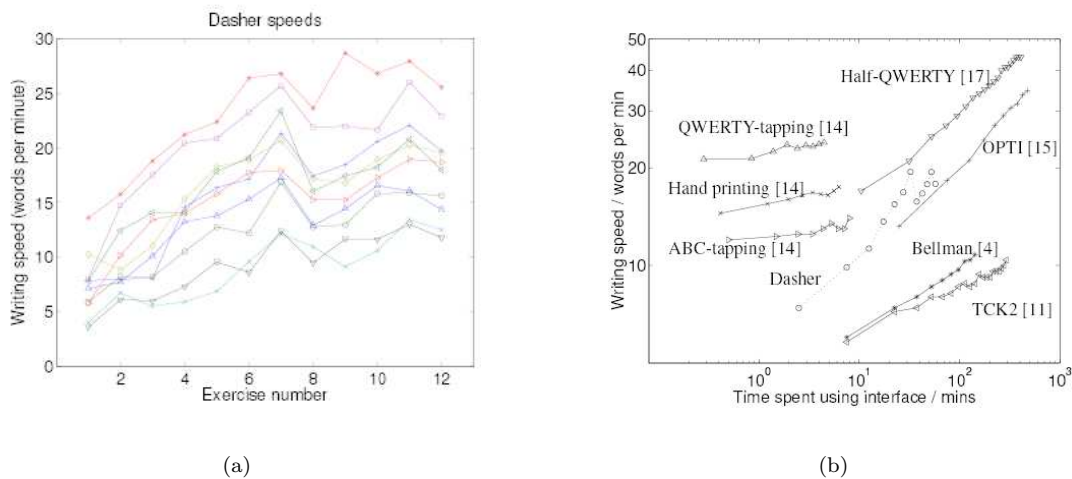 Dasher speeds
Writing speed (words per minute)
30
25
20
15
10
5
0
2
4
6
8
10
12
Exercise number
(a)
Writing speed / words per min
50
40
30
20
10
Half-QWERTY [17]
QWERTY-tapping [14]
OPTI [15]
Hand printing [14]
ABC-tapping [14]
Bellman [4]
Dasher
TCK2 [11]
10^0
10^1
10^2
10^3
Time spent using interface / mins
(b)